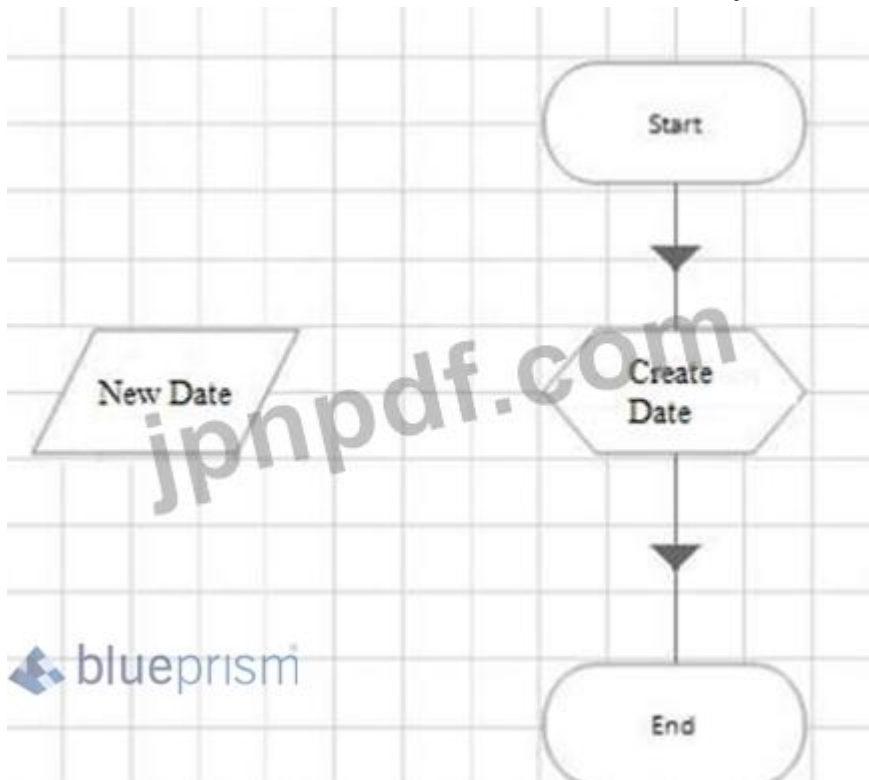 Start
New Date
Create
Date
jpnpdf.com
blueprism
End